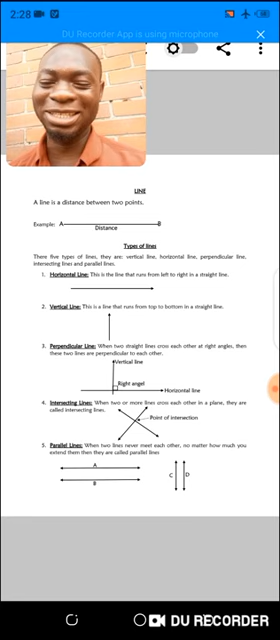 2:28
DU Recorder App is using microphone
LINE
A line is a distance between two points.
Example: A B
Distance
Types of lines
There five types of lines, they are: vertical line, horizontal line, perpendicular line,
intersecting lines and parallel lines.
1. Horizontal Line: This is the line that runs from left to right in a straight line.
2. Vertical Line: This is a line that runs from top to bottom in a straight line.
3. Perpendicular Line: When two straight lines cross each other at right angles, then
these two lines are perpendicular to each other.
Vertical line
Right angel
Horizontal line
4. Intersecting Lines: When two or more lines cross each other in a plane, they are
called intersecting lines.
Point of intersection
5. Parallel Lines: When two lines never meet each other, no matter how much you
extend them then they are called parallel lines
A
B
C D
DU RECORDER